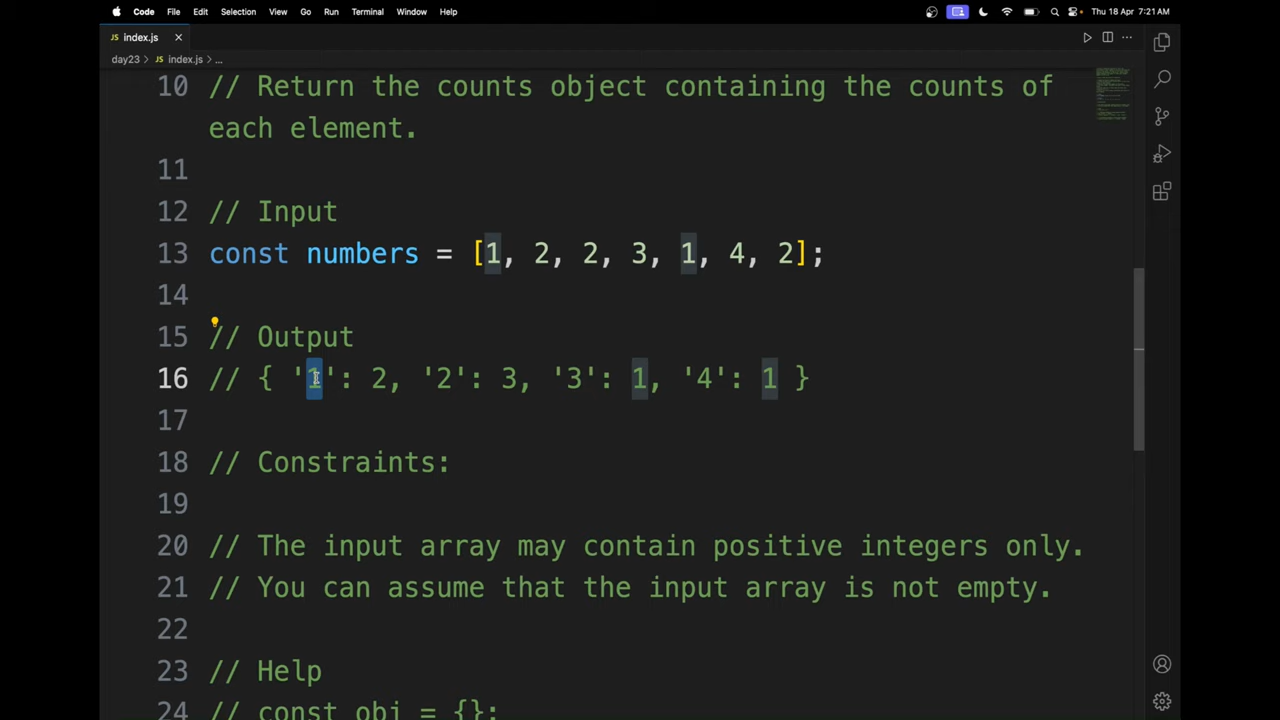 Code File Edit Selection View Go Run Terminal Window Help Thu 18 Apr 7:21 AM
JS index.js
day23 > JS index.js > ...
10 // Return the counts object containing the counts of
each element.
11
12 // Input
13 const numbers = [1, 2, 2, 3, 1, 4, 2];
14
15 // Output
16 // { '1': 2, '2': 3, '3': 1, '4': 1 }
17
18 // Constraints:
19
20 // The input array may contain positive integers only.
21 // You can assume that the input array is not empty.
22
23 // Help
24 // const obj = {};